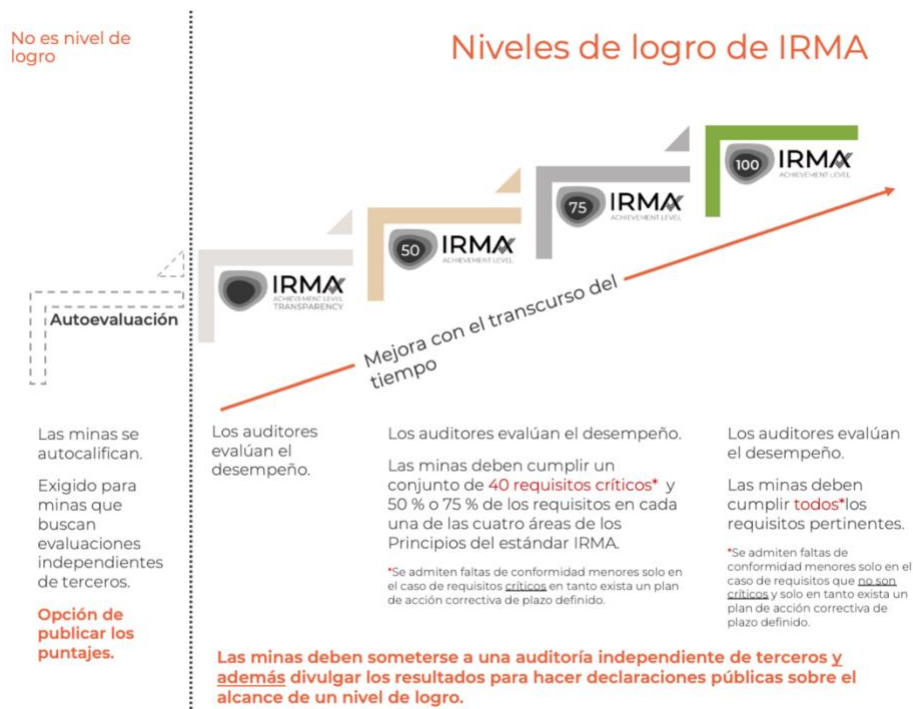 No es nivel de
logro
Niveles de logro de IRMA
Autoevaluación
IRMA
ACHIEVEMENT LEVEL
TRANSPARENCY
50 IRMA
ACHIEVEMENT LEVEL
75 IRMA
ACHIEVEMENT LEVEL
100 IRMA
ACHIEVEMENT LEVEL
Mejora con el transcurso del
tiempo
Las minas se
autocalifican.
Exigido para
minas que
buscan
evaluaciones
independientes
de terceros.
Opción de
publicar los
puntajes.
Los auditores
evalúan el
desempeño.
Los auditores evalúan el desempeño.
Las minas deben cumplir un
conjunto de 40 requisitos críticos* y
50 % o 75 % de los requisitos en cada
una de las cuatro áreas de los
Principios del estándar IRMA.
*Se admiten faltas de conformidad menores solo en
el caso de requisitos críticos en tanto exista un plan
de acción correctiva de plazo definido.
Los auditores evalúan
el desempeño.
Las minas deben
cumplir todos*los
requisitos pertinentes.
*Se admiten faltas de
conformidad menores solo en el
caso de requisitos que no son
críticos y solo en tanto exista un
plan de acción correctiva de
plazo definido.
Las minas deben someterse a una auditoría independiente de terceros y
además divulgar los resultados para hacer declaraciones públicas sobre el
alcance de un nivel de logro.